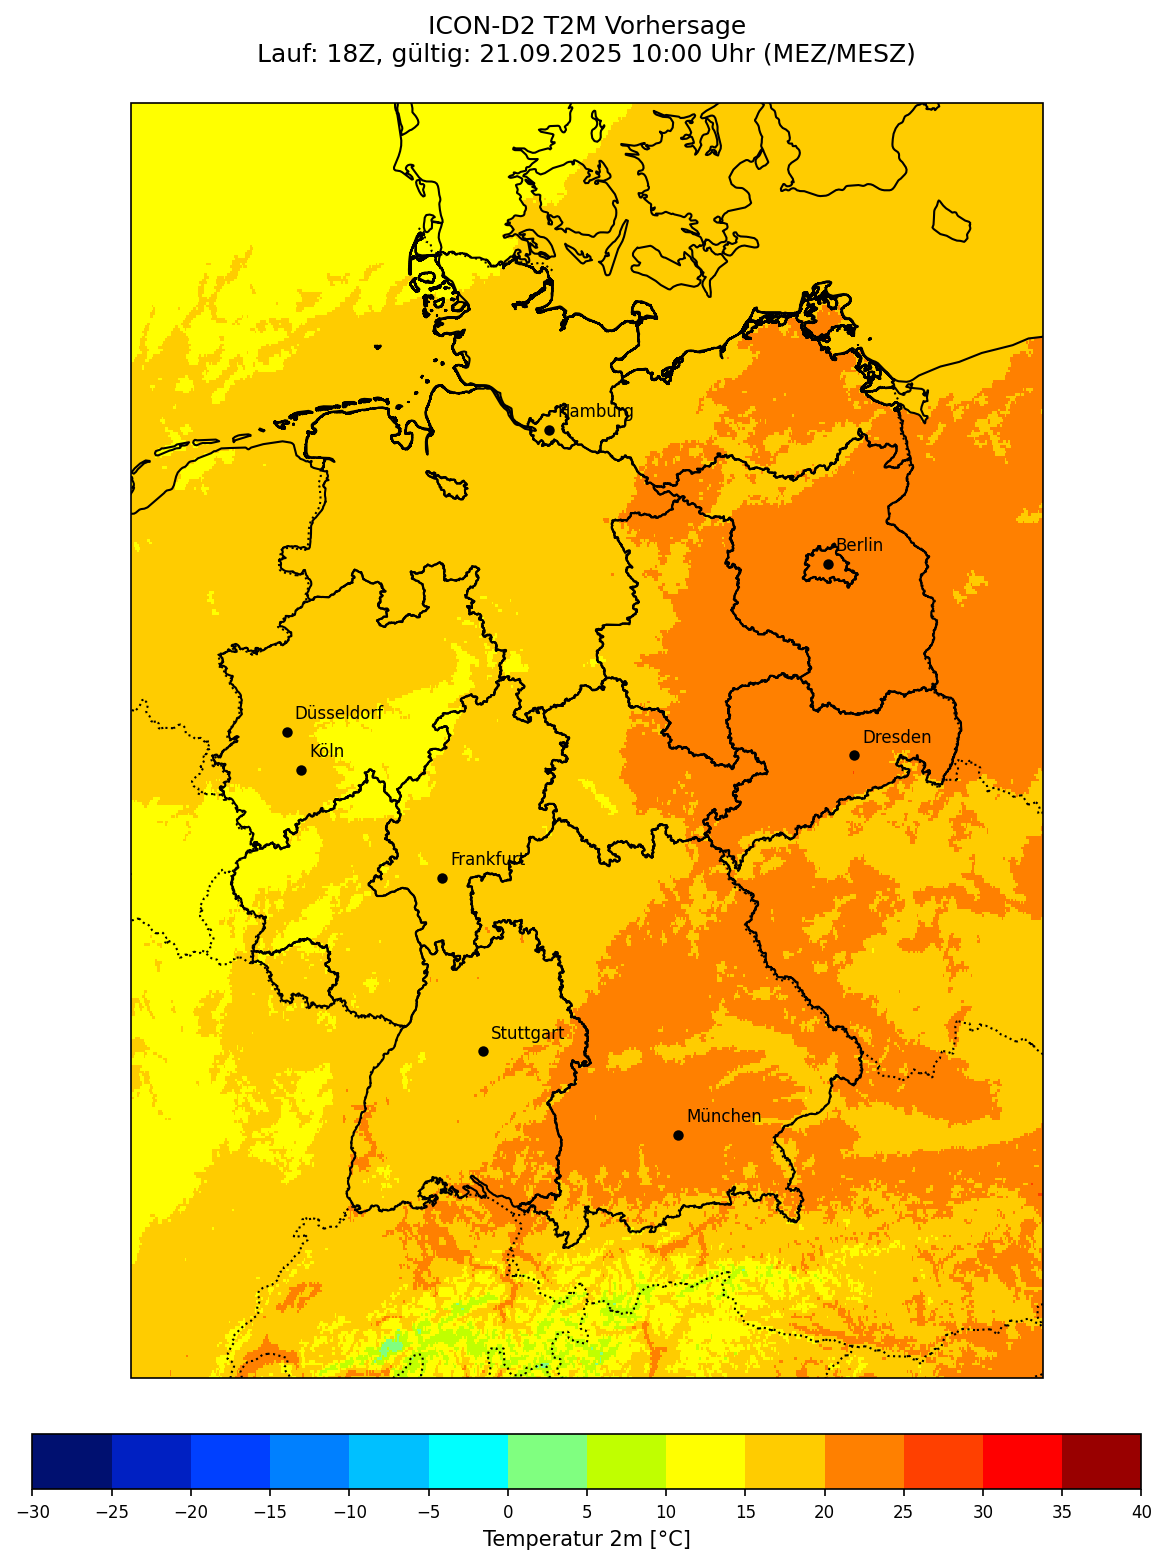 ICON-D2 T2M Vorhersage
Lauf: 18Z, gültig: 21.09.2025 10:00 Uhr (MEZ/MESZ)
Hamburg
Berlin
Düsseldorf
Köln
Dresden
Frankfurt
Stuttgart
München
−30 −25 −20 −15 −10 −5 0 5 10 15 20 25 30 35 40
Temperatur 2m [°C]